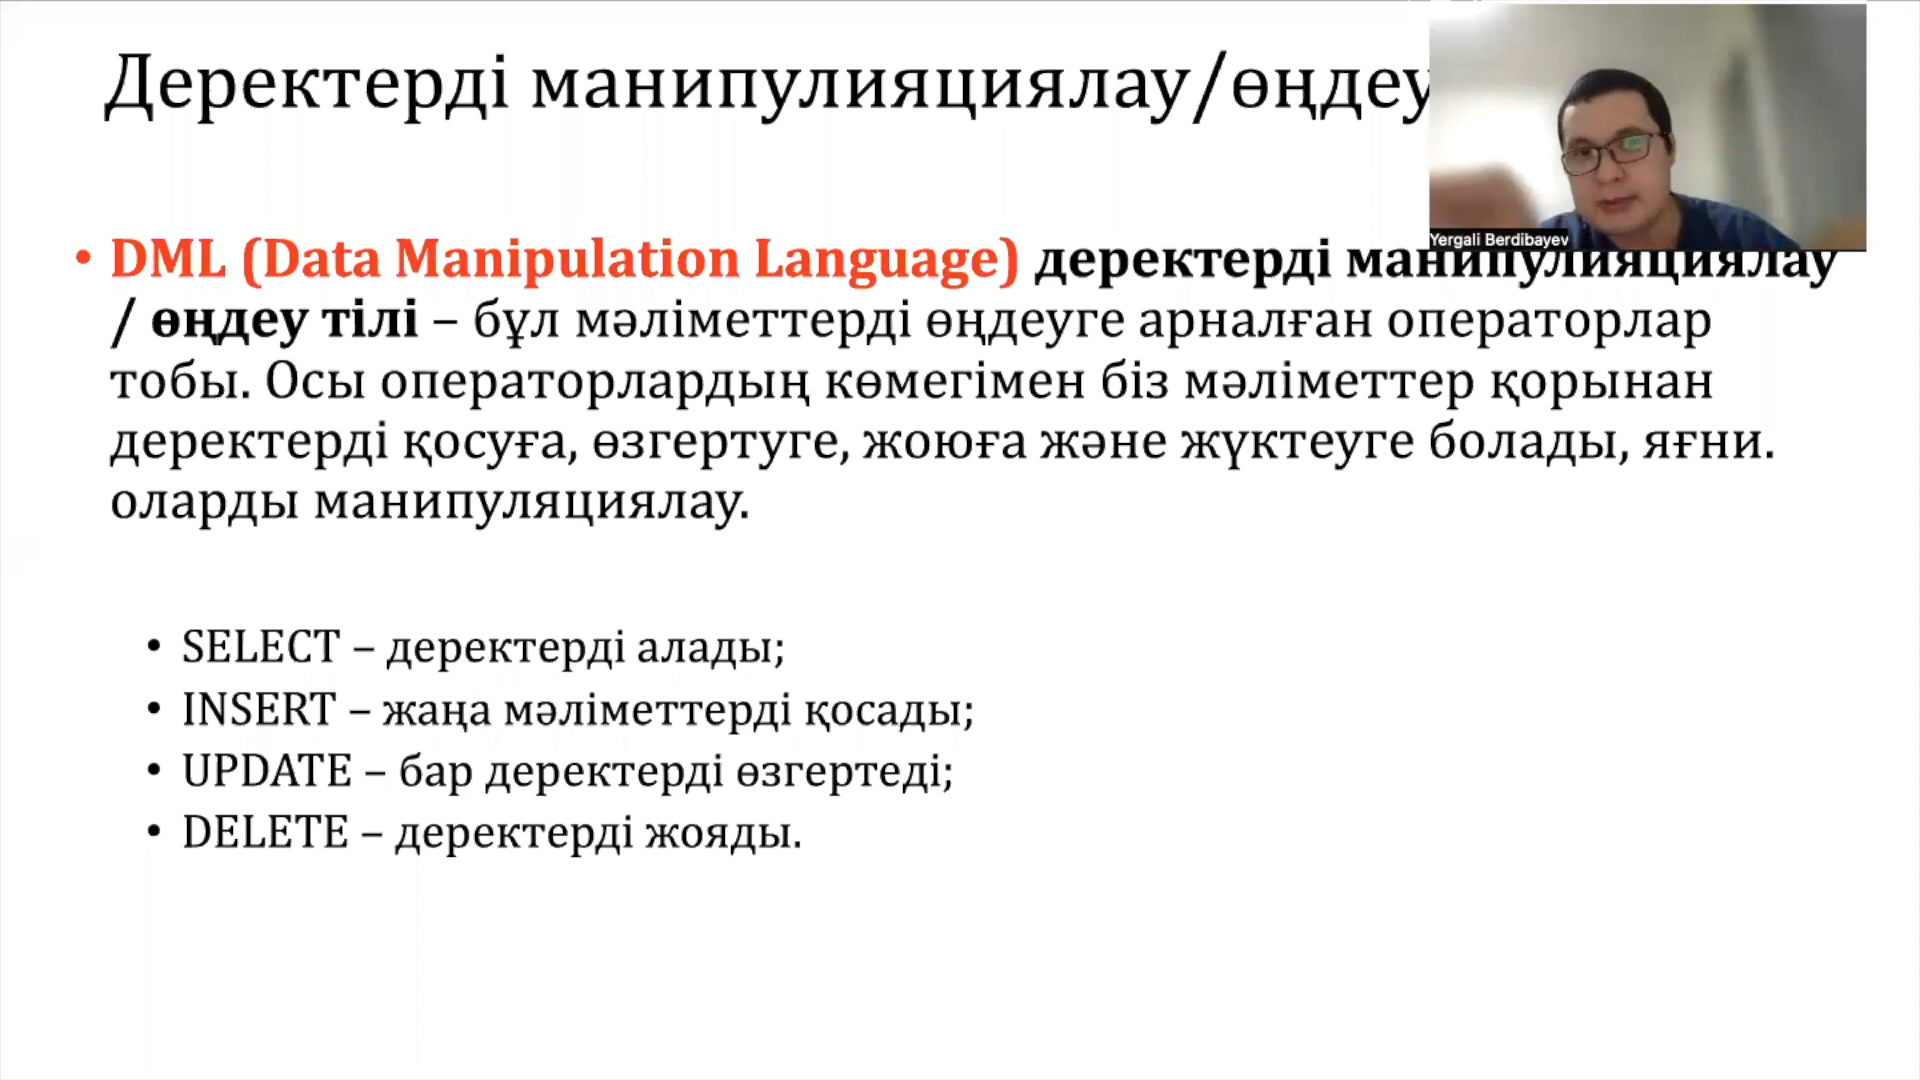 Деректерді манипулияциялау/өңдеу
Yergali Berdibayev
• DML (Data Manipulation Language) деректерді манипулияциялау
/ өңдеу тілі – бұл мәліметтерді өңдеуге арналған операторлар
тобы. Осы операторлардың көмегімен біз мәліметтер қорынан
деректерді қосуға, өзгертуге, жоюға және жүктеуге болады, яғни.
оларды манипуляциялау.
• SELECT – деректерді алады;
• INSERT – жаңа мәліметтерді қосады;
• UPDATE – бар деректерді өзгертеді;
• DELETE – деректерді жояды.